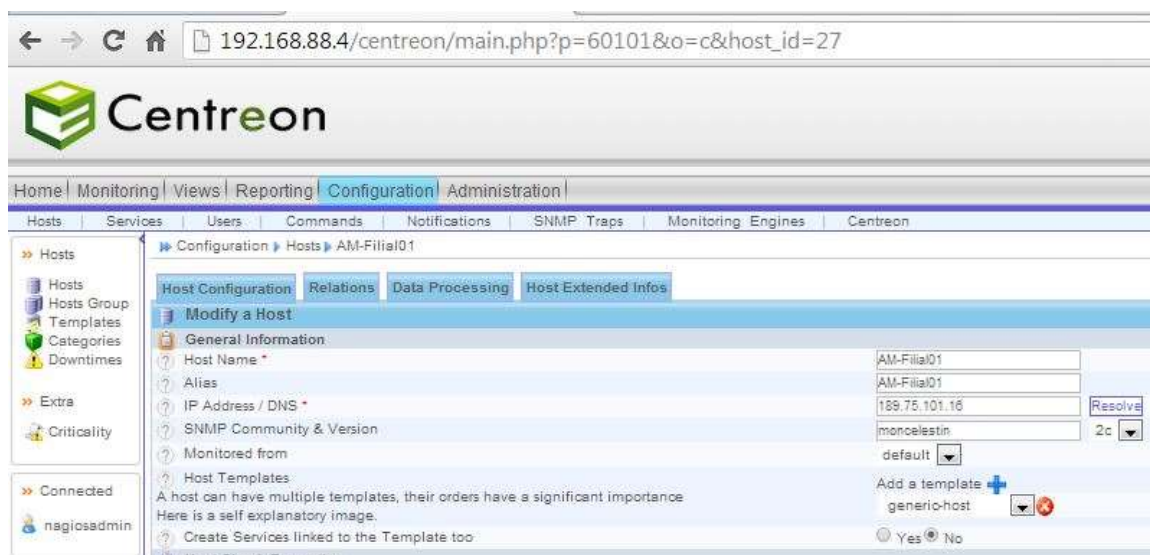 192.168.88.4/centreon/main.php?p=60101&o=c&host_id=27
Centreon
Home Monitoring Views Reporting Configuration Administration
Hosts | Services | Users | Commands | Notifications | SNMP Traps | Monitoring Engines | Centreon
Hosts
Hosts
Hosts Group
Templates
Categories
Downtimes
Extra
Criticality
Connected
nagiosadmin
Configuration Hosts AM-Filial01
Host Configuration Relations Data Processing Host Extended Infos
Modify a Host
General Information
Host Name * AM-Filial01
Alias AM-Filial01
IP Address / DNS * 189.75.101.16 Resolve
SNMP Community & Version moncelestin 2c
Monitored from default
Host Templates
A host can have multiple templates, their orders have a significant importance
Here is a self explanatory image.
Add a template
generio-host
Create Services linked to the Template too Yes No